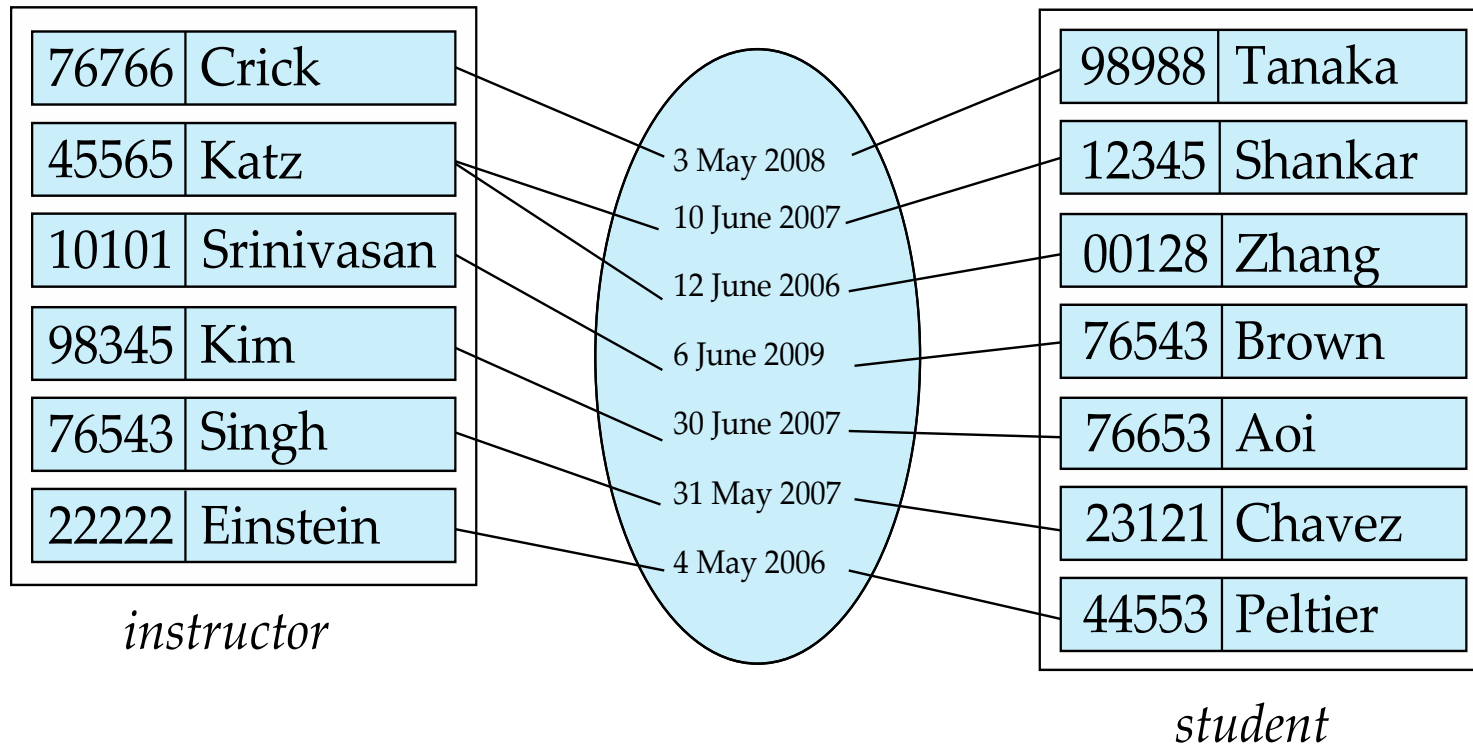 76766 Crick
45565 Katz
10101 Srinivasan
98345 Kim
76543 Singh
22222 Einstein
instructor
3 May 2008
10 June 2007
12 June 2006
6 June 2009
30 June 2007
31 May 2007
4 May 2006
98988 Tanaka
12345 Shankar
00128 Zhang
76543 Brown
76653 Aoi
23121 Chavez
44553 Peltier
student